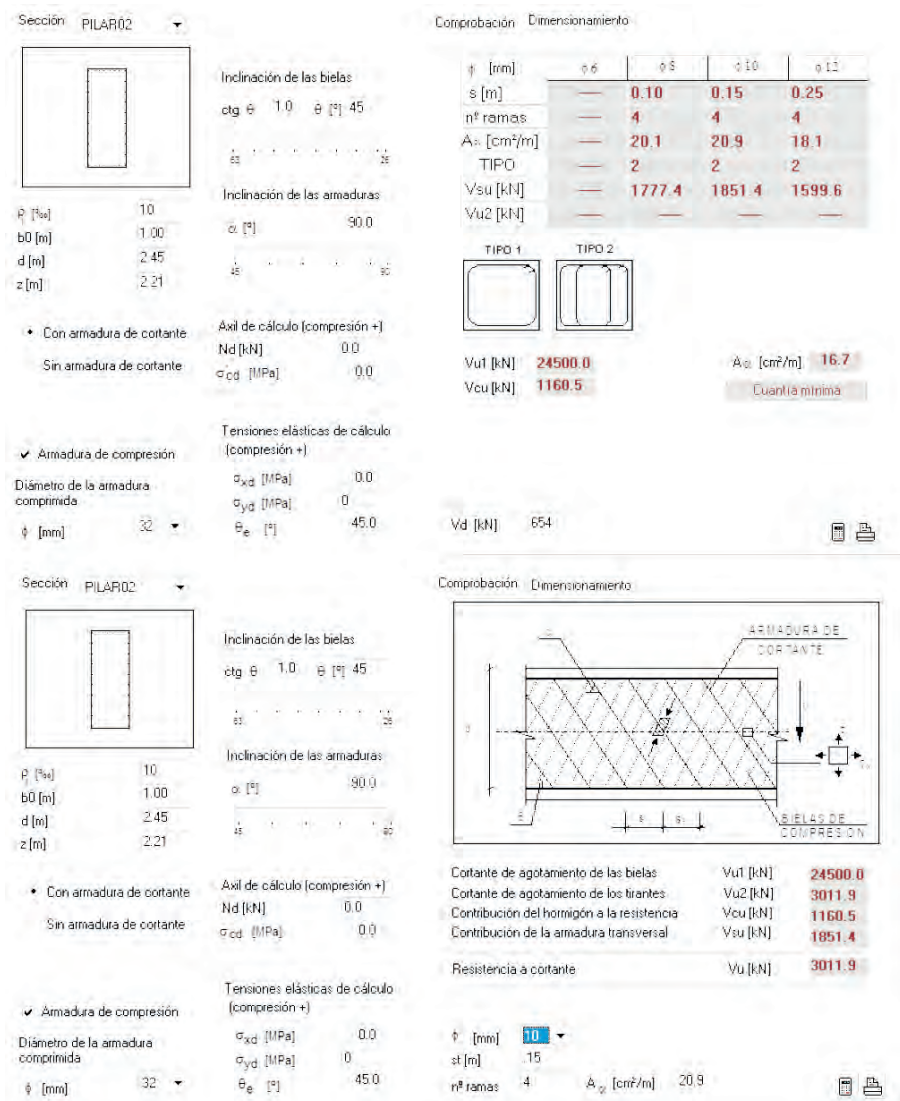 Sección PILAR02
Inclinación de las bielas
ctg θ 1.0 θ [º] 45
63 26
Inclinación de las armaduras
α [º] 90.0
45 90
ρl [‰] 10
b0 [m] 1.00
d [m] 2.45
z [m] 2.21
Con armadura de cortante
Sin armadura de cortante
Axil de cálculo (compresión +)
Nd [kN] 0.0
σ'cd [MPa] 0.0
Armadura de compresión
Diámetro de la armadura
comprimida
ϕ [mm] 32
Tensiones elásticas de cálculo
(compresión +)
σxd [MPa] 0.0
σyd [MPa] 0
θe [º] 45.0
Comprobación Dimensionamiento
ϕ [mm] ϕ6 ϕ8 ϕ10 ϕ12
s [m] — 0.10 0.15 0.25
nº ramas — 4 4 4
Aα [cm²/m] — 20.1 20.9 18.1
TIPO — 2 2 2
Vsu [kN] — 1777.4 1851.4 1599.6
Vu2 [kN] — — — —
TIPO 1 TIPO 2
Vu1 [kN] 24500.0
Vcu [kN] 1160.5
Aα [cm²/m] 16.7
Cuantía mínima
Vd [kN] 654
Sección PILAR02
Inclinación de las bielas
ctg θ 1.0 θ [º] 45
63 26
Inclinación de las armaduras
α [º] 90.0
45 90
ρl [‰] 10
b0 [m] 1.00
d [m] 2.45
z [m] 2.21
Con armadura de cortante
Sin armadura de cortante
Axil de cálculo (compresión +)
Nd [kN] 0.0
σcd [MPa] 0.0
Armadura de compresión
Diámetro de la armadura
comprimida
ϕ [mm] 32
Tensiones elásticas de cálculo
(compresión +)
σxd [MPa] 0.0
σyd [MPa] 0
θe [º] 45.0
Comprobación Dimensionamiento
ARMADURA DE
CORTANTE
BIELAS DE
COMPRESION
Cortante de agotamiento de las bielas Vu1 [kN] 24500.0
Cortante de agotamiento de los tirantes Vu2 [kN] 3011.9
Contribución del hormigón a la resistencia Vcu [kN] 1160.5
Contribución de la armadura transversal Vsu [kN] 1851.4
Resistencia a cortante Vu [kN] 3011.9
ϕ [mm] 10
st [m] .15
nº ramas 4 Aα [cm²/m] 20.9